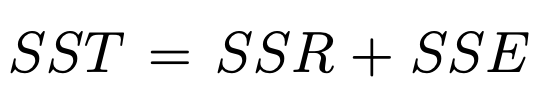 SST = SSR + SSE